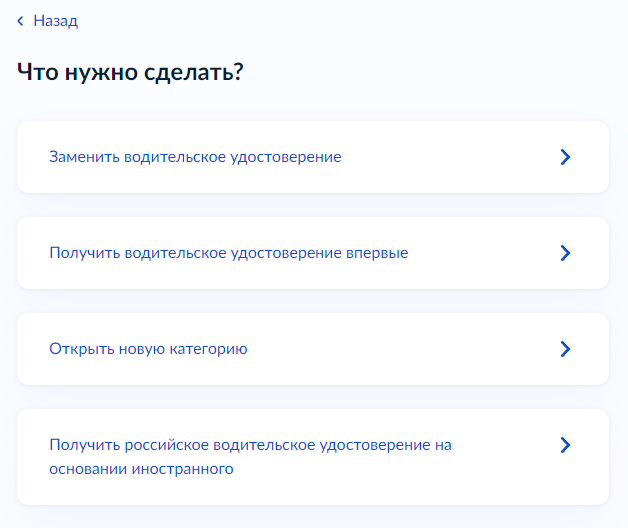 Назад
Что нужно сделать?
Заменить водительское удостоверение
Получить водительское удостоверение впервые
Открыть новую категорию
Получить российское водительское удостоверение на
основании иностранного